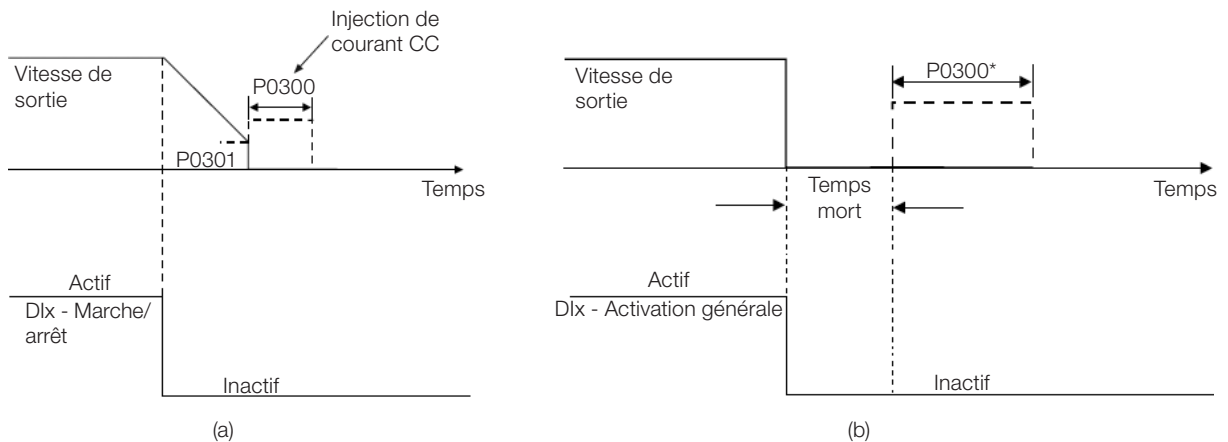 Injection de
courant CC
Vitesse de
sortie
P0300
P0301
Temps
Actif
DIx - Marche/
arrêt
Inactif
(a)
Vitesse de
sortie
P0300*
Temps
mort
Temps
Actif
DIx - Activation générale
Inactif
(b)